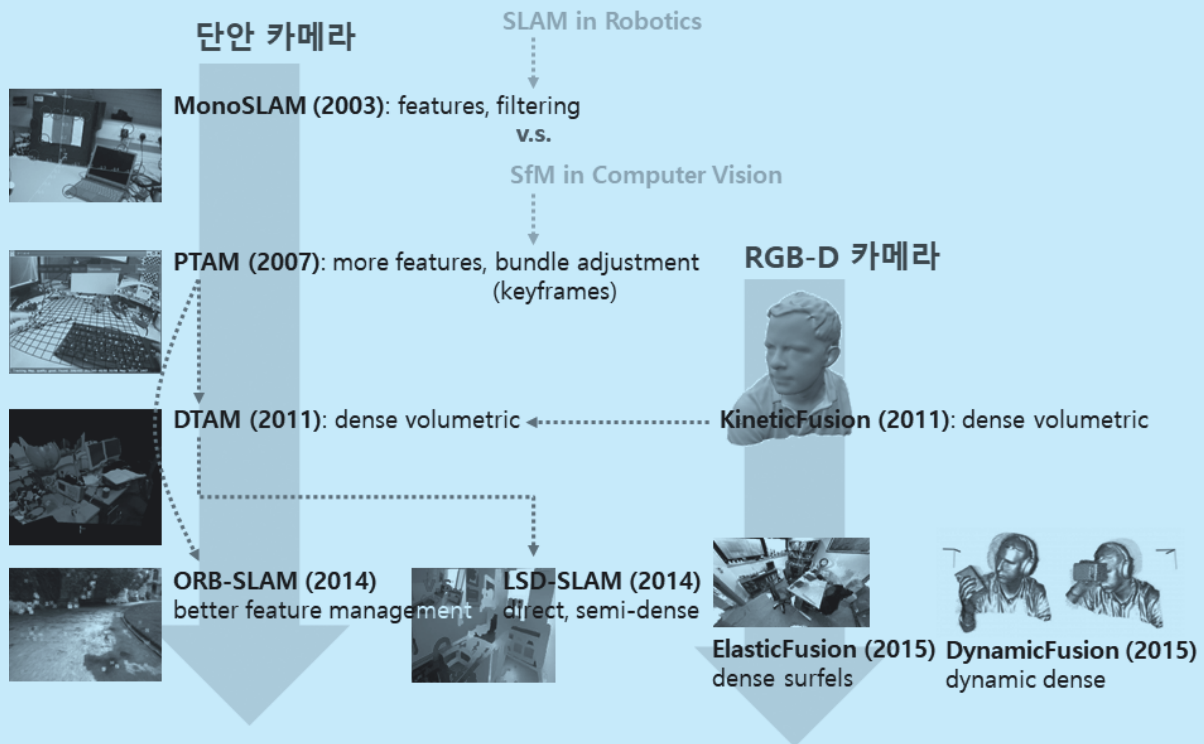 SLAM in Robotics
단안 카메라
MonoSLAM (2003): features, filtering
v.s.
SfM in Computer Vision
PTAM (2007): more features, bundle adjustment
(keyframes)
RGB-D 카메라
DTAM (2011): dense volumetric
KineticFusion (2011): dense volumetric
ORB-SLAM (2014)
better feature management
LSD-SLAM (2014)
direct, semi-dense
ElasticFusion (2015)
dense surfels
DynamicFusion (2015)
dynamic dense